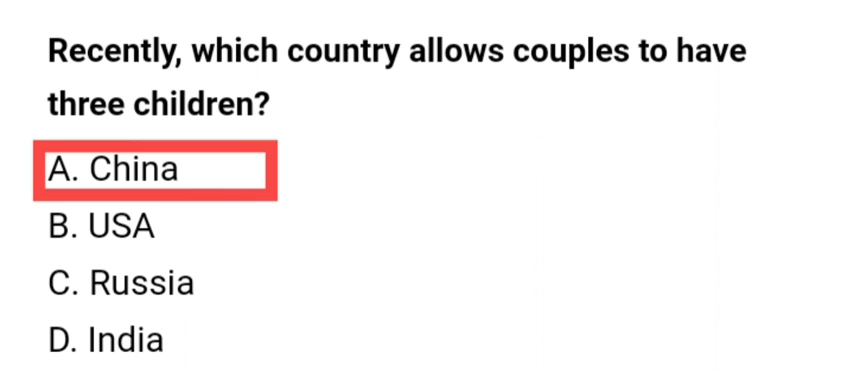 Recently, which country allows couples to have
three children?
A. China
B. USA
C. Russia
D. India